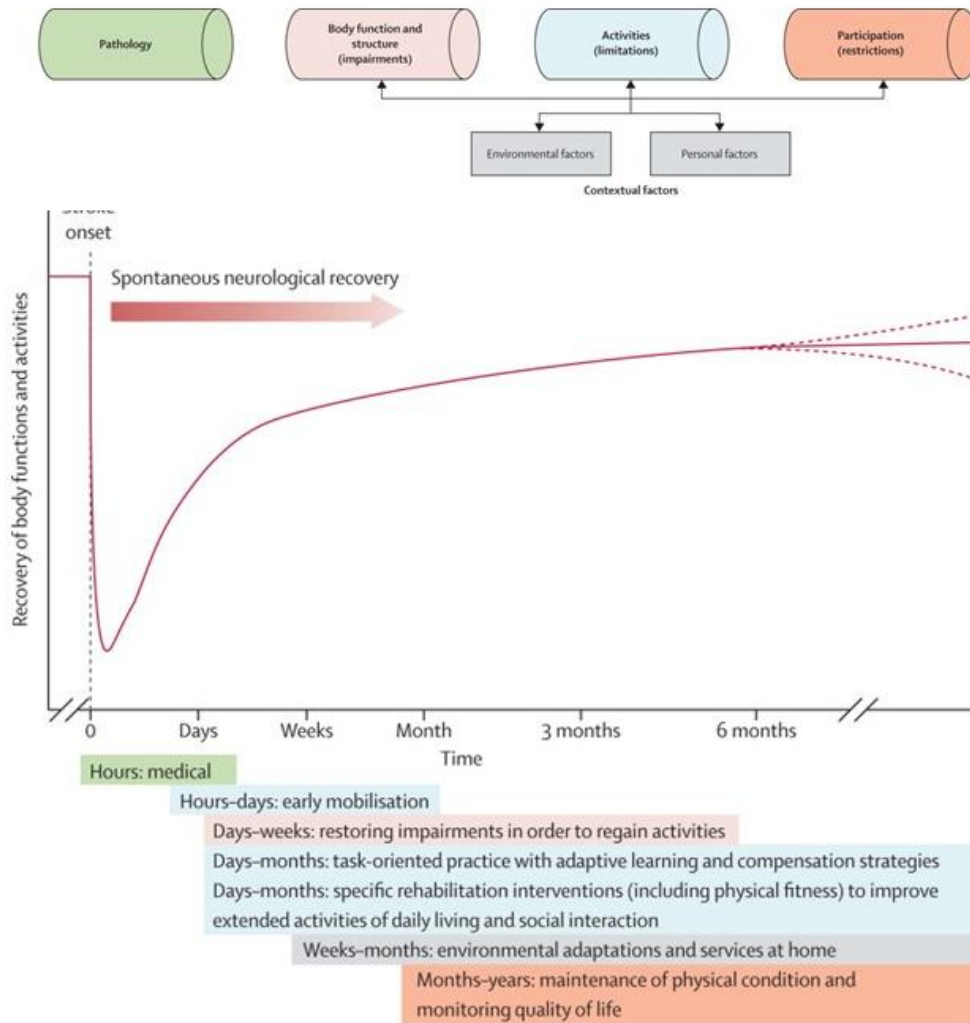 Pathology
Body function and
structure
(impairments)
Activities
(limitations)
Participation
(restrictions)
Environmental factors
Personal factors
Contextual factors
Stroke
onset
Spontaneous neurological recovery
Recovery of body functions and activities
0
Days
Weeks
Month
3 months
6 months
Time
Hours: medical
Hours–days: early mobilisation
Days–weeks: restoring impairments in order to regain activities
Days–months: task-oriented practice with adaptive learning and compensation strategies
Days–months: specific rehabilitation interventions (including physical fitness) to improve
extended activities of daily living and social interaction
Weeks–months: environmental adaptations and services at home
Months–years: maintenance of physical condition and
monitoring quality of life